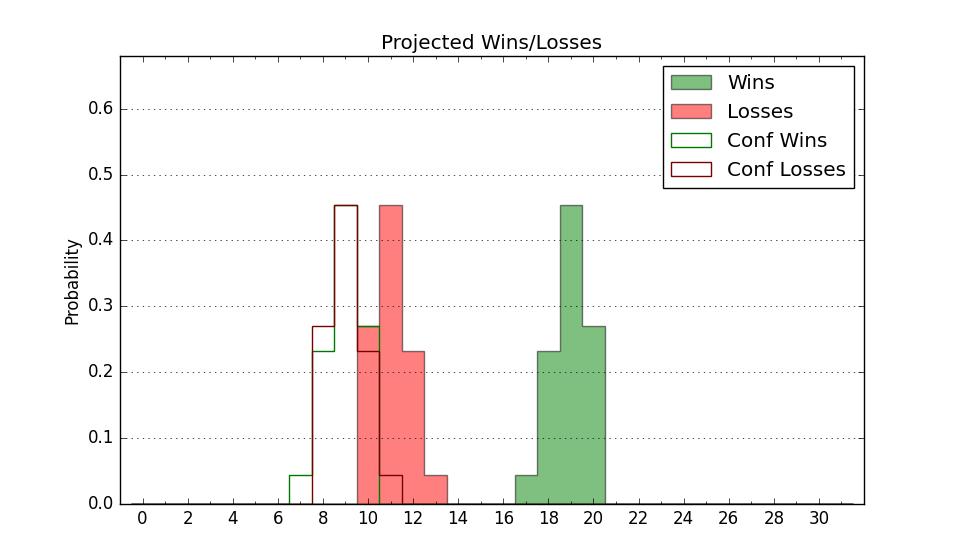 Projected Wins/Losses
Wins
Losses
Conf Wins
Conf Losses
Probability
0.6
0.5
0.4
0.3
0.2
0.1
0.0
0 2 4 6 8 10 12 14 16 18 20 22 24 26 28 30